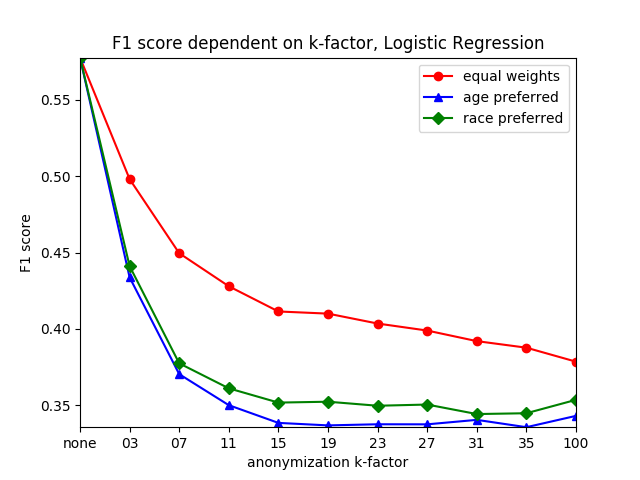 F1 score dependent on k-factor, Logistic Regression
equal weights
age preferred
race preferred
F1 score
0.55
0.50
0.45
0.40
0.35
none 03 07 11 15 19 23 27 31 35 100
anonymization k-factor